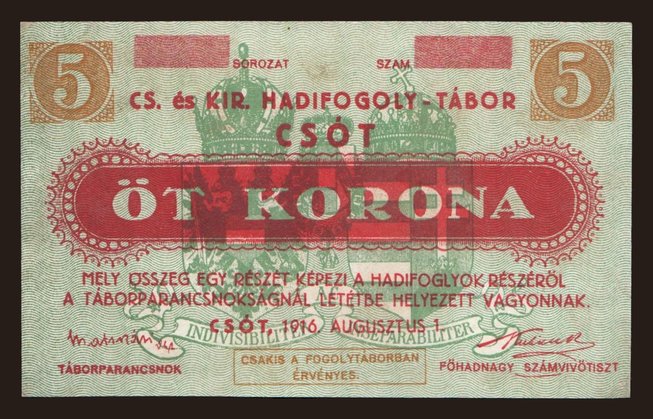 5 5
SOROZAT SZÁM
CS. és KIR. HADIFOGOLY-TÁBOR
CSÓT
ÖT KORONA
MELY ÖSSZEG EGY RÉSZÉT KÉPEZI A HADIFOGLYOK RÉSZÉRŐL
A TÁBORPARANCSNOKSÁGNÁL LETÉTBE HELYEZETT VAGYONNAK.
INDIVISIBILITER INSEPARABILITER
CSÓT, 1916, AUGUSZTUS 1.
TÁBORPARANCSNOK
CSAKIS A FOGOLYTÁBORBAN
ÉRVÉNYES.
FŐHADNAGY SZÁMVIVŐTISZT